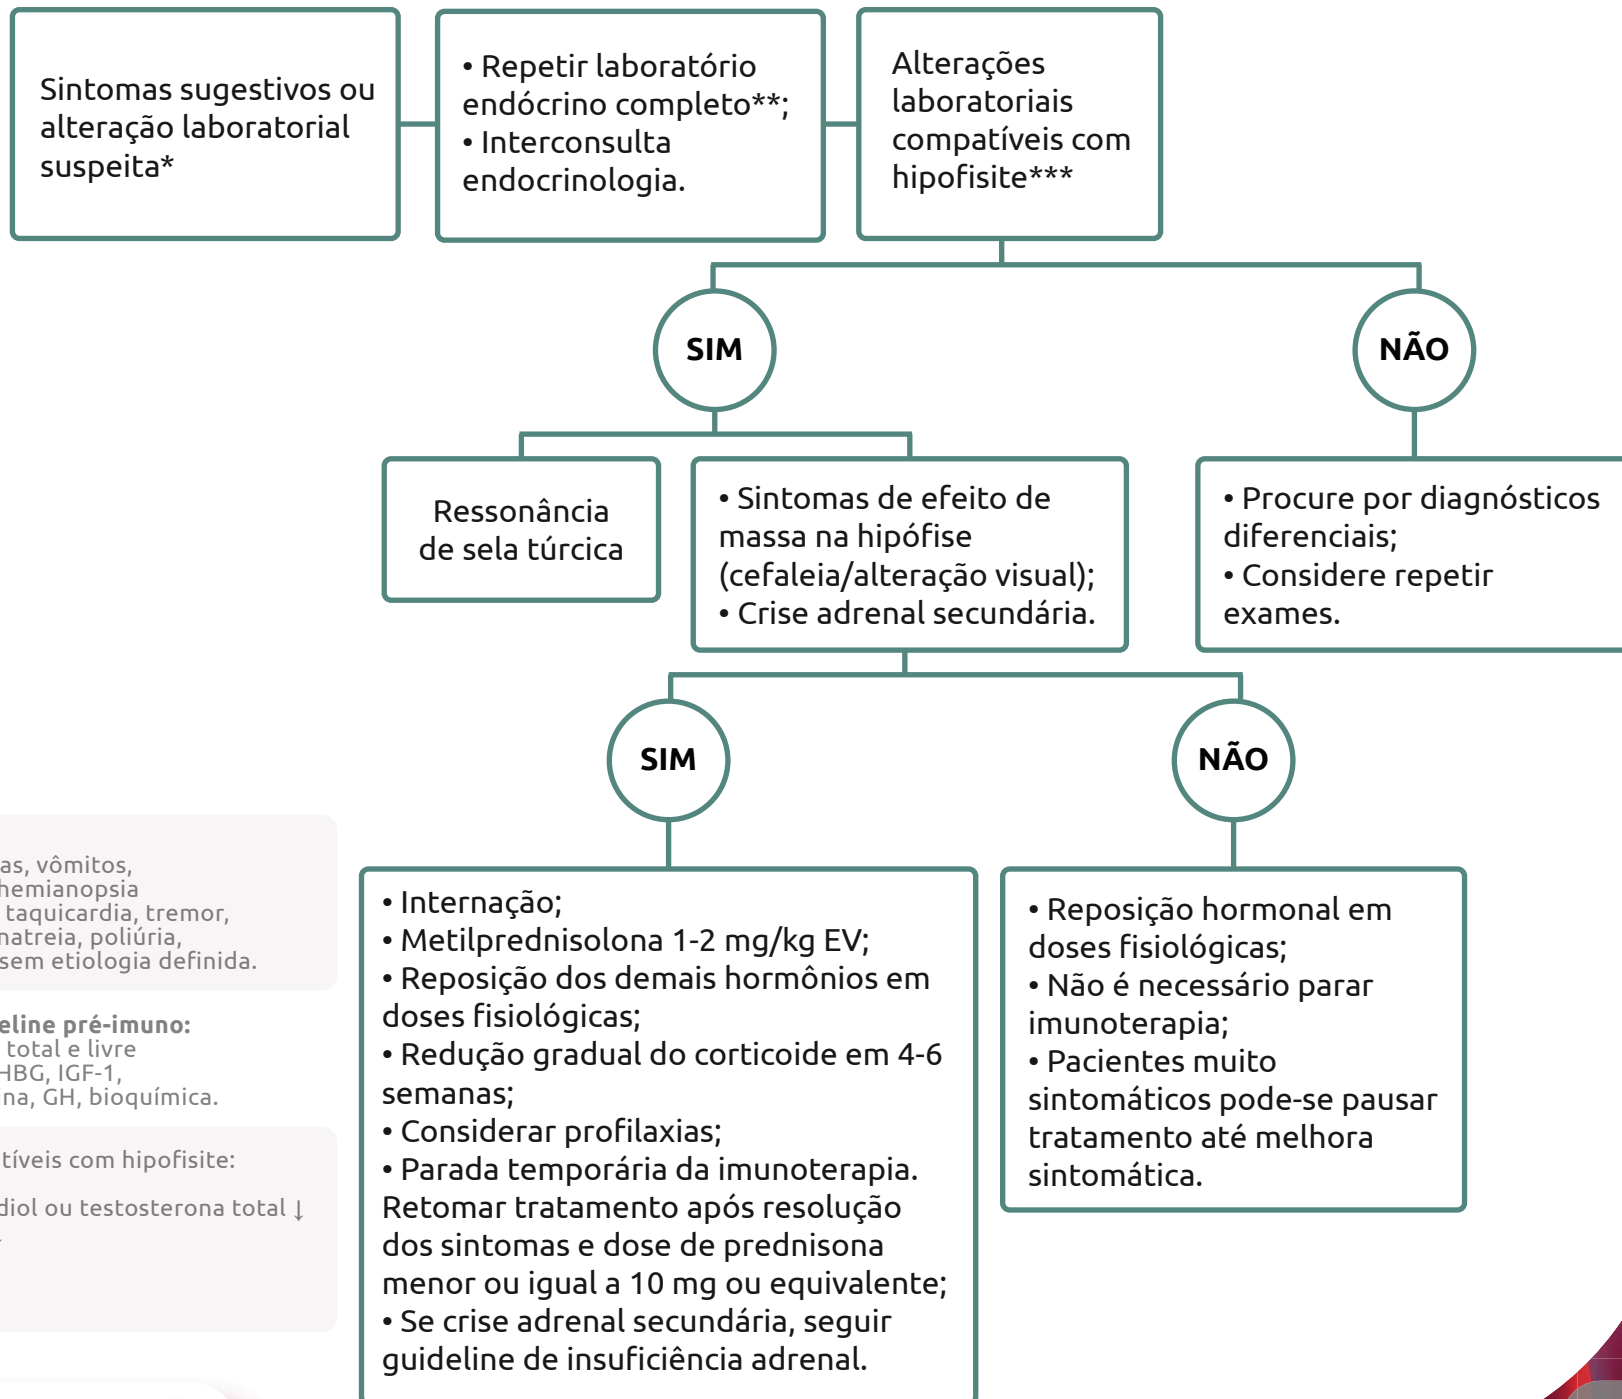 Sintomas sugestivos ou
alteração laboratorial
suspeita*
• Repetir laboratório
endócrino completo**;
• Interconsulta
endocrinologia.
Alterações
laboratoriais
compatíveis com
hipofisite***
SIM
NÃO
Ressonância
de sela túrcica
• Sintomas de efeito de
massa na hipófise
(cefaleia/alteração visual);
• Crise adrenal secundária.
• Procure por diagnósticos
diferenciais;
• Considere repetir
exames.
SIM
NÃO
• Internação;
• Metilprednisolona 1-2 mg/kg EV;
• Reposição dos demais hormônios em
doses fisiológicas;
• Redução gradual do corticoide em 4-6
semanas;
• Considerar profilaxias;
• Parada temporária da imunoterapia.
Retomar tratamento após resolução
dos sintomas e dose de prednisona
menor ou igual a 10 mg ou equivalente;
• Se crise adrenal secundária, seguir
guideline de insuficiência adrenal.
• Reposição hormonal em
doses fisiológicas;
• Não é necessário parar
imunoterapia;
• Pacientes muito
sintomáticos pode-se pausar
tratamento até melhora
sintomática.
as, vômitos,
hemianopsia
taquicardia, tremor,
natreia, poliúria,
sem etiologia definida.
eline pré-imuno:
total e livre
HBG, IGF-1,
ina, GH, bioquímica.
tíveis com hipofisite:
diol ou testosterona total ↓